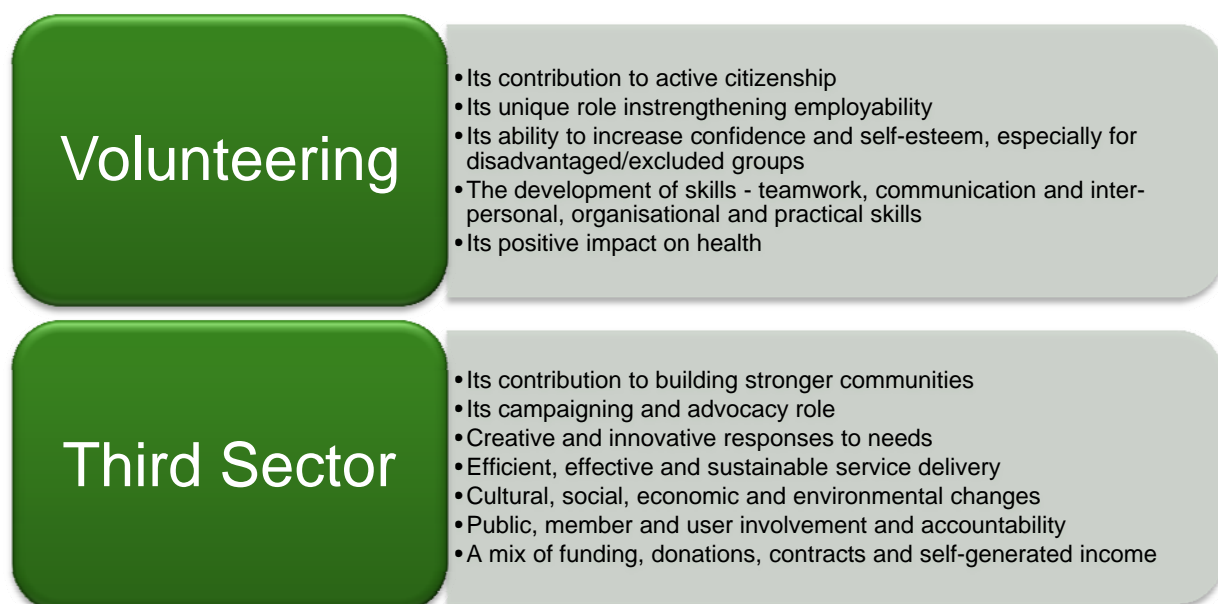 Volunteering
•Its contribution to active citizenship
•Its unique role instrengthening employability
•Its ability to increase confidence and self-esteem, especially for
disadvantaged/excluded groups
•The development of skills - teamwork, communication and inter-
personal, organisational and practical skills
•Its positive impact on health
Third Sector
•Its contribution to building stronger communities
•Its campaigning and advocacy role
•Creative and innovative responses to needs
•Efficient, effective and sustainable service delivery
•Cultural, social, economic and environmental changes
•Public, member and user involvement and accountability
•A mix of funding, donations, contracts and self-generated income